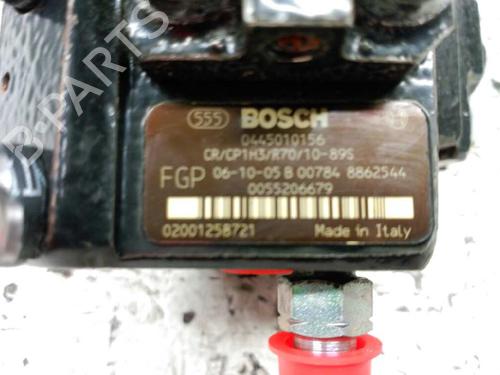 B-PARTS
555 BOSCH
0445010156
CR/CP1H3/R70/10-89S
FGP 06-10-05 B 00784 8862544
0055206679
02001258721 Made in Italy